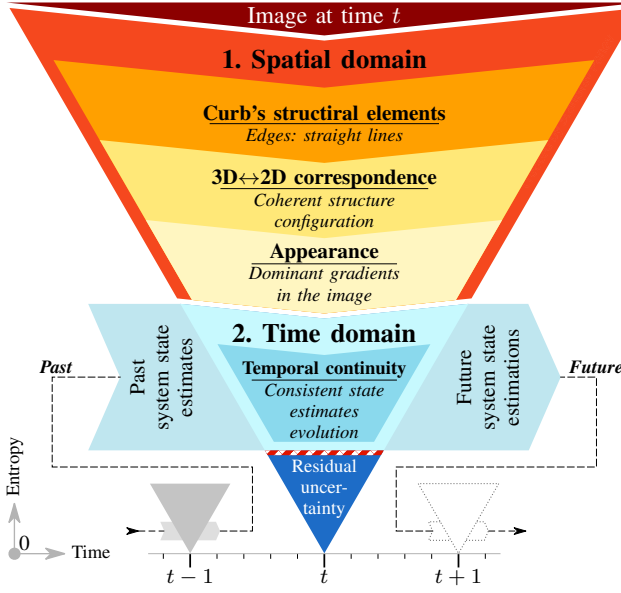 Image at time t
1. Spatial domain
Curb's structiral elements
Edges: straight lines
3D↔2D correspondence
Coherent structure
configuration
Appearance
Dominant gradients
in the image
2. Time domain
Temporal continuity
Consistent state
estimates
evolution
Past
system state
estimates
Future
system state
estimations
Past
Future
Residual
uncer-
tainty
Entropy
0
Time
t − 1
t
t + 1